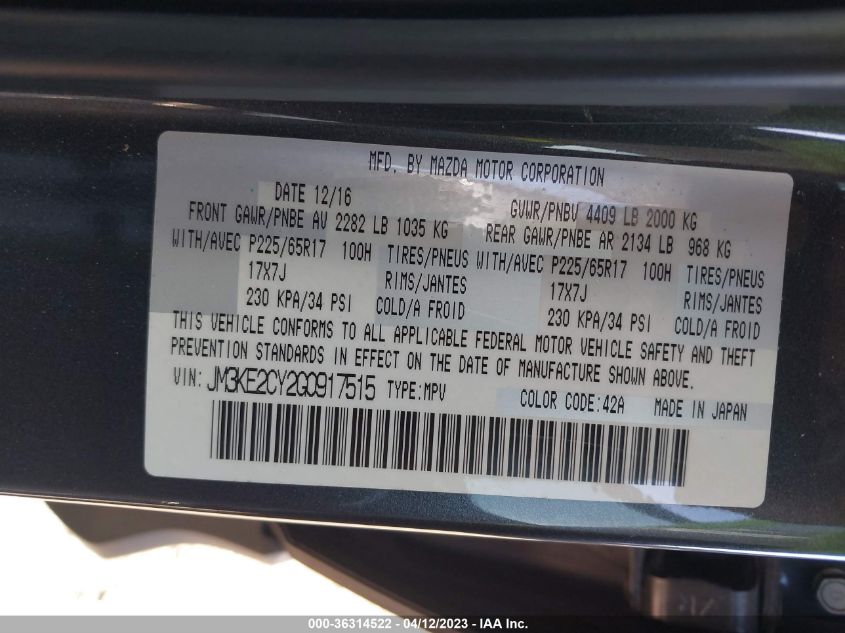 MFD. BY MAZDA MOTOR CORPORATION
DATE 12/16 GVWR/PNBV 4409 LB 2000 KG
FRONT GAWR/PNBE AV 2282 LB 1035 KG REAR GAWR/PNBE AR 2134 LB 968 KG
WITH/AVEC P225/65R17 100H TIRES/PNEUS WITH/AVEC P225/65R17 100H TIRES/PNEUS
17X7J RIMS/JANTES 17X7J RIMS/JANTES
230 KPA/34 PSI COLD/A FROID 230 KPA/34 PSI COLD/A FROID
THIS VEHICLE CONFORMS TO ALL APPLICABLE FEDERAL MOTOR VEHICLE SAFETY AND THEFT
PREVENTION STANDARDS IN EFFECT ON THE DATE OF MANUFACTURE SHOWN ABOVE.
VIN: JM3KE2CY2G0917515 TYPE:MPV COLOR CODE:42A MADE IN JAPAN
000-36314522 - 04/12/2023 - IAA Inc.